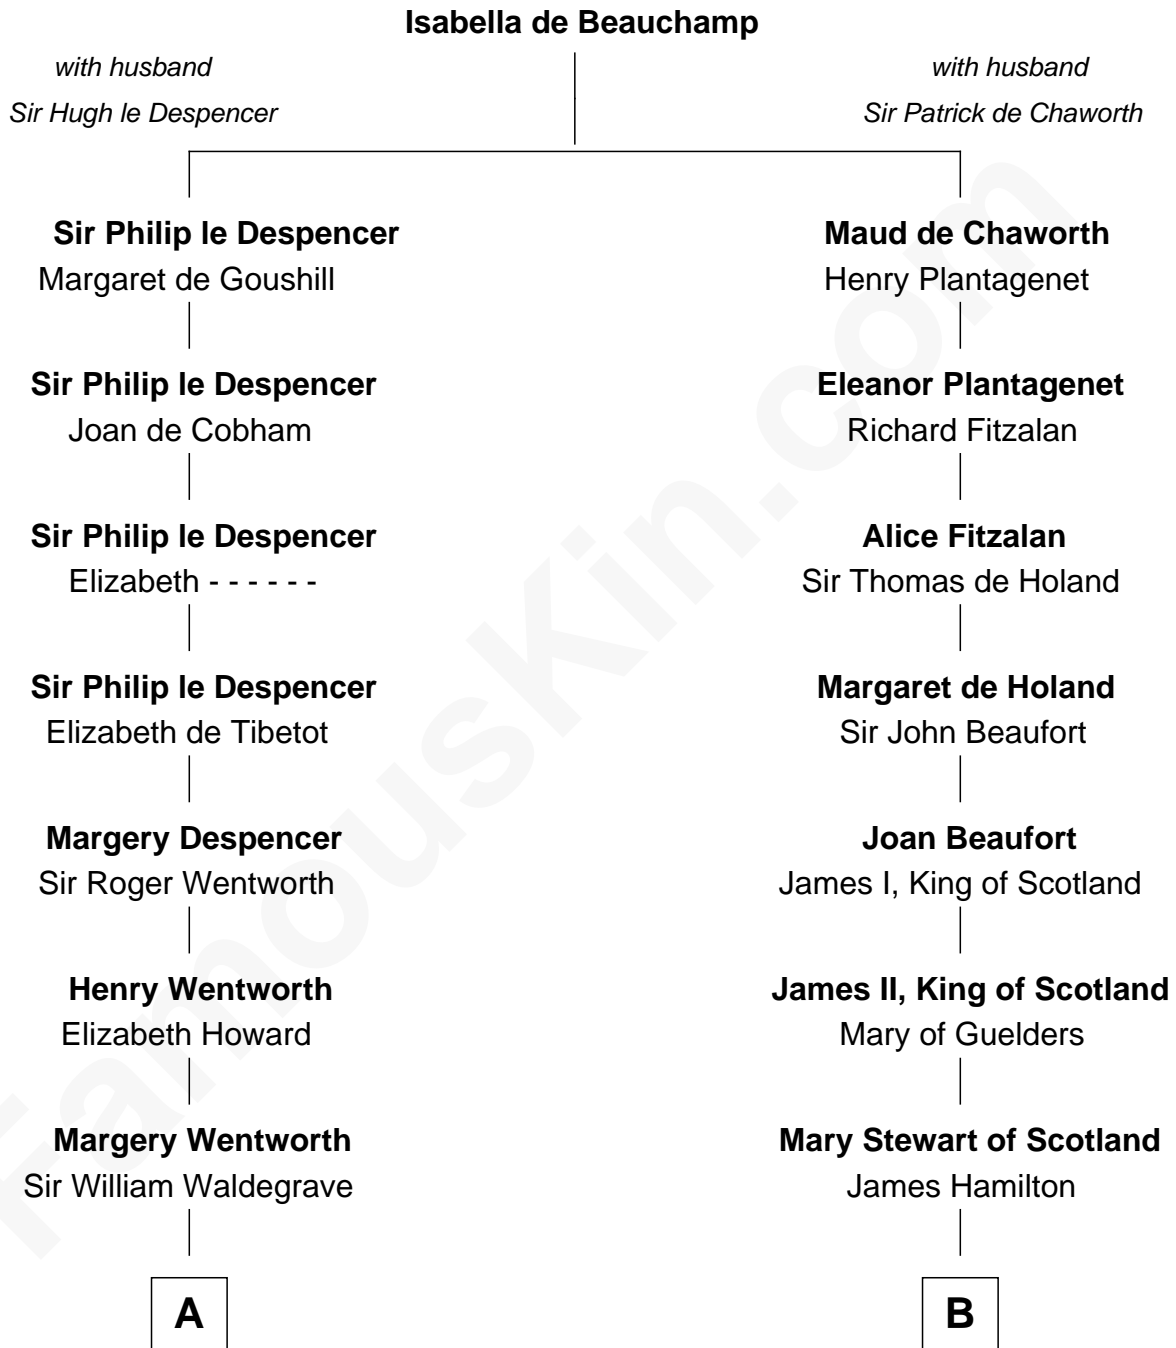 Isabella de Beauchamp
with husband
Sir Hugh le Despencer
with husband
Sir Patrick de Chaworth
Sir Philip le Despencer
Margaret de Goushill
Sir Philip le Despencer
Joan de Cobham
Sir Philip le Despencer
Elizabeth - - - - - -
Sir Philip le Despencer
Elizabeth de Tibetot
Margery Despencer
Sir Roger Wentworth
Henry Wentworth
Elizabeth Howard
Margery Wentworth
Sir William Waldegrave
A
Maud de Chaworth
Henry Plantagenet
Eleanor Plantagenet
Richard Fitzalan
Alice Fitzalan
Sir Thomas de Holand
Margaret de Holand
Sir John Beaufort
Joan Beaufort
James I, King of Scotland
James II, King of Scotland
Mary of Guelders
Mary Stewart of Scotland
James Hamilton
B
FamousKin.com